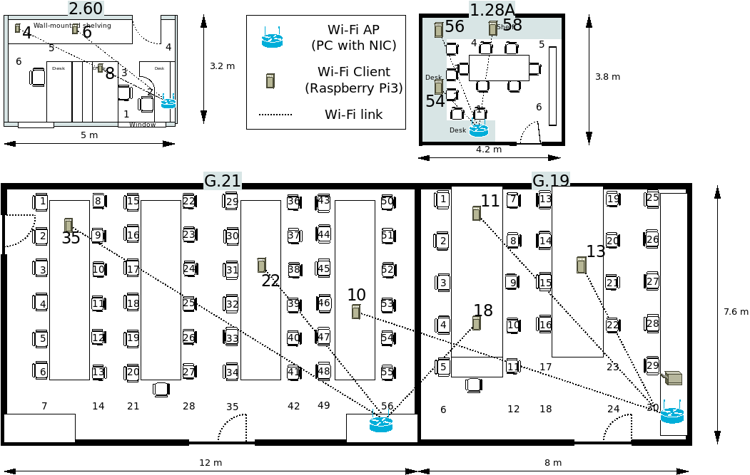 2.60
Wall-mounted shelving
4
6
5
4
6
Desk
8
3
Desk
2
1
Window
3.2 m
5 m
Wi-Fi AP
(PC with NIC)
Wi-Fi Client
(Raspberry Pi3)
Wi-Fi link
1.28A
56
58
4
5
Desk
54
6
1
Desk
3.8 m
4.2 m
G.21
G.19
1 8 15 22 29 36 43 50 1 7 13 19 25
35 11
2 9 16 23 30 37 44 51 2 8 14 20 26
22 13
3 10 17 24 31 38 45 52 3 9 15 21 27
10
4 11 18 25 32 39 46 53 4 18 10 16 22 28
5 12 19 26 33 40 47 54 5 11 17 23 29
6 13 20 27 34 41 48 55
7 14 21 28 35 42 49 56 6 12 18 24 30
7.6 m
12 m
8 m